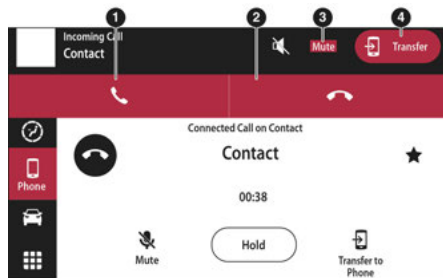 1
2
3
4
Incoming Call
Contact
Mute
Transfer
Connected Call on Contact
Contact
Phone
00:38
Mute
Hold
Transfer to
Phone